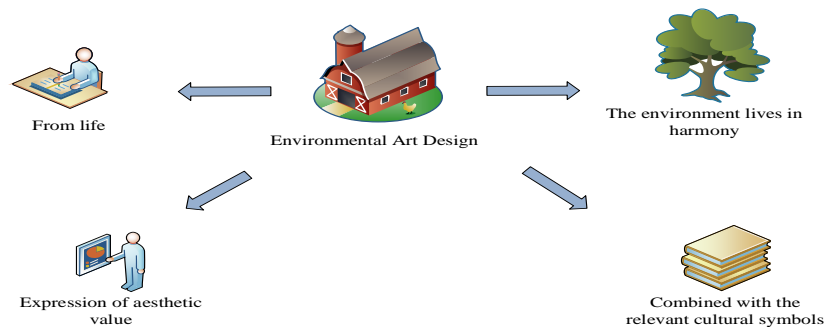 From life
Environmental Art Design
The environment lives in
harmony
Expression of aesthetic
value
Combined with the
relevant cultural symbols